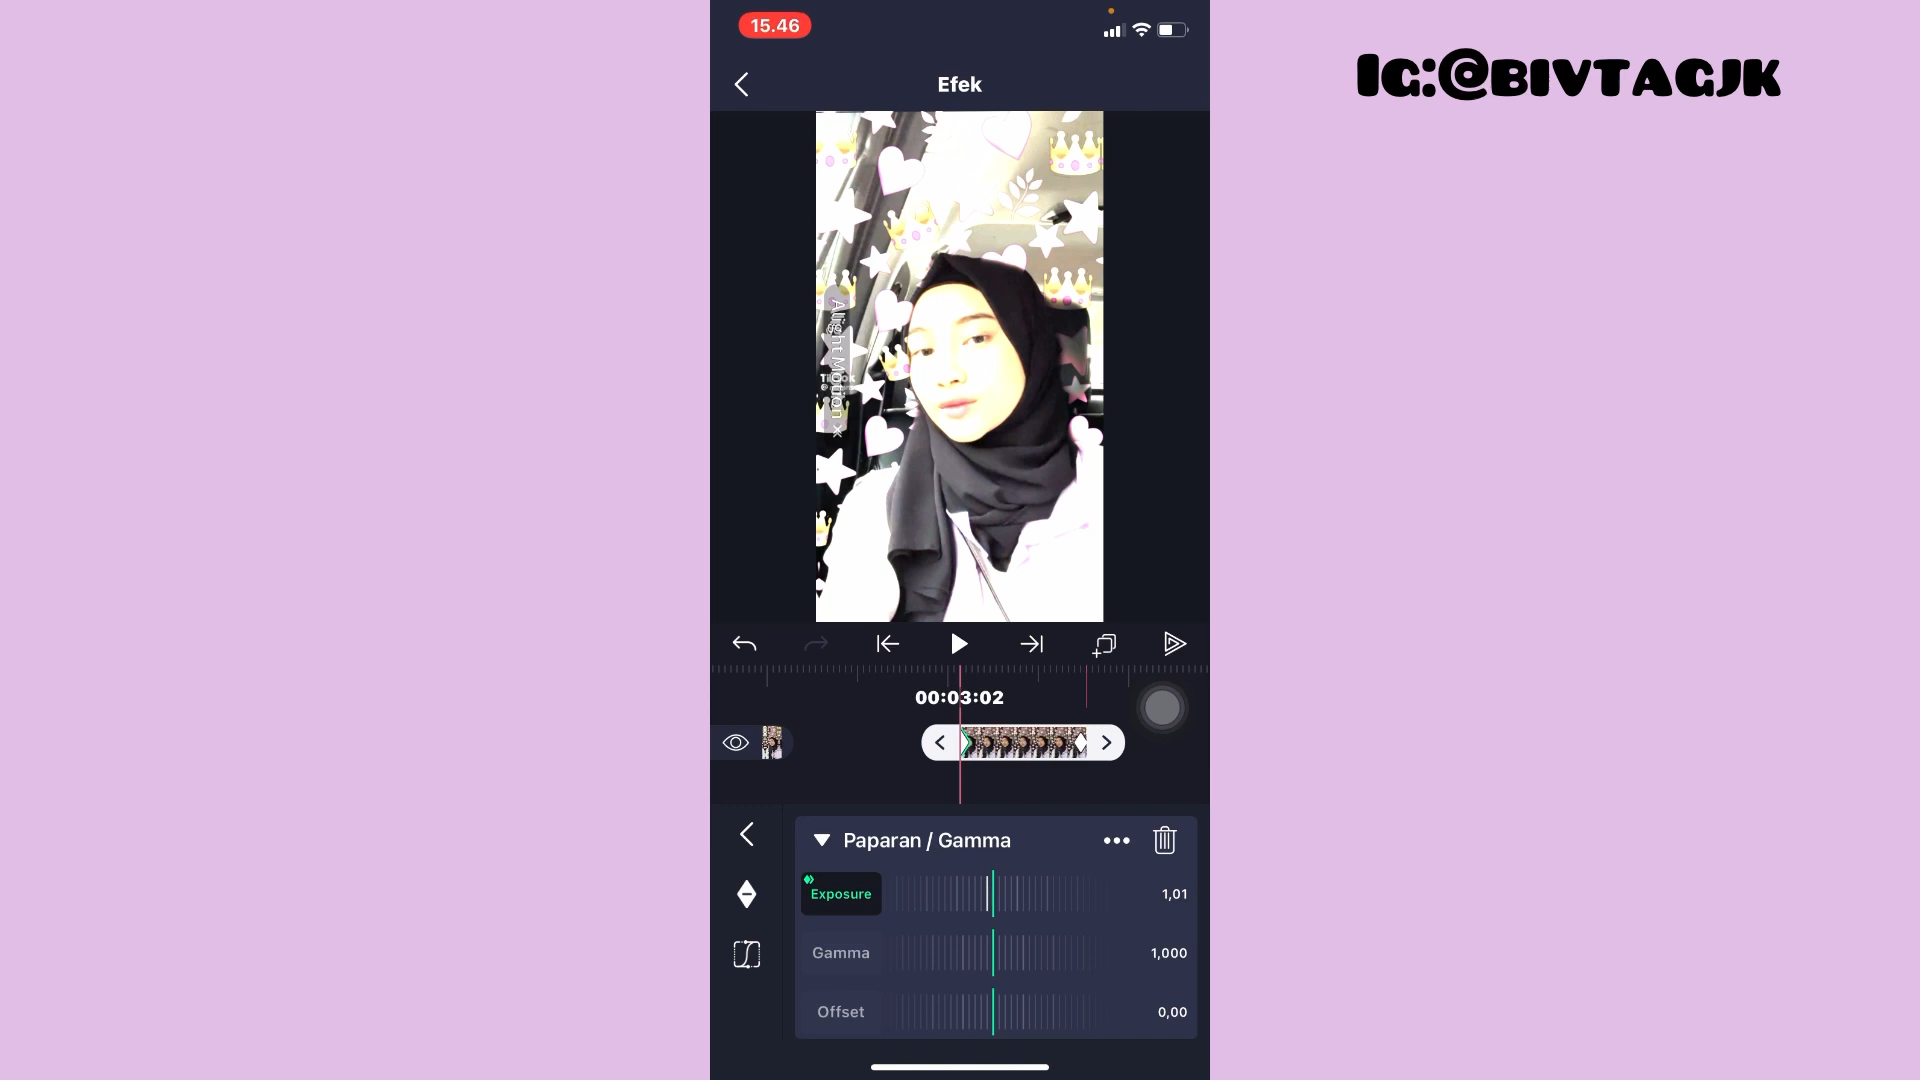 15.46
IG:@BIVTAGJK
Efek
Alight Motion ×
TikTok
00:03:02
Paparan / Gamma
Exposure
1,01
Gamma
1,000
Offset
0,00